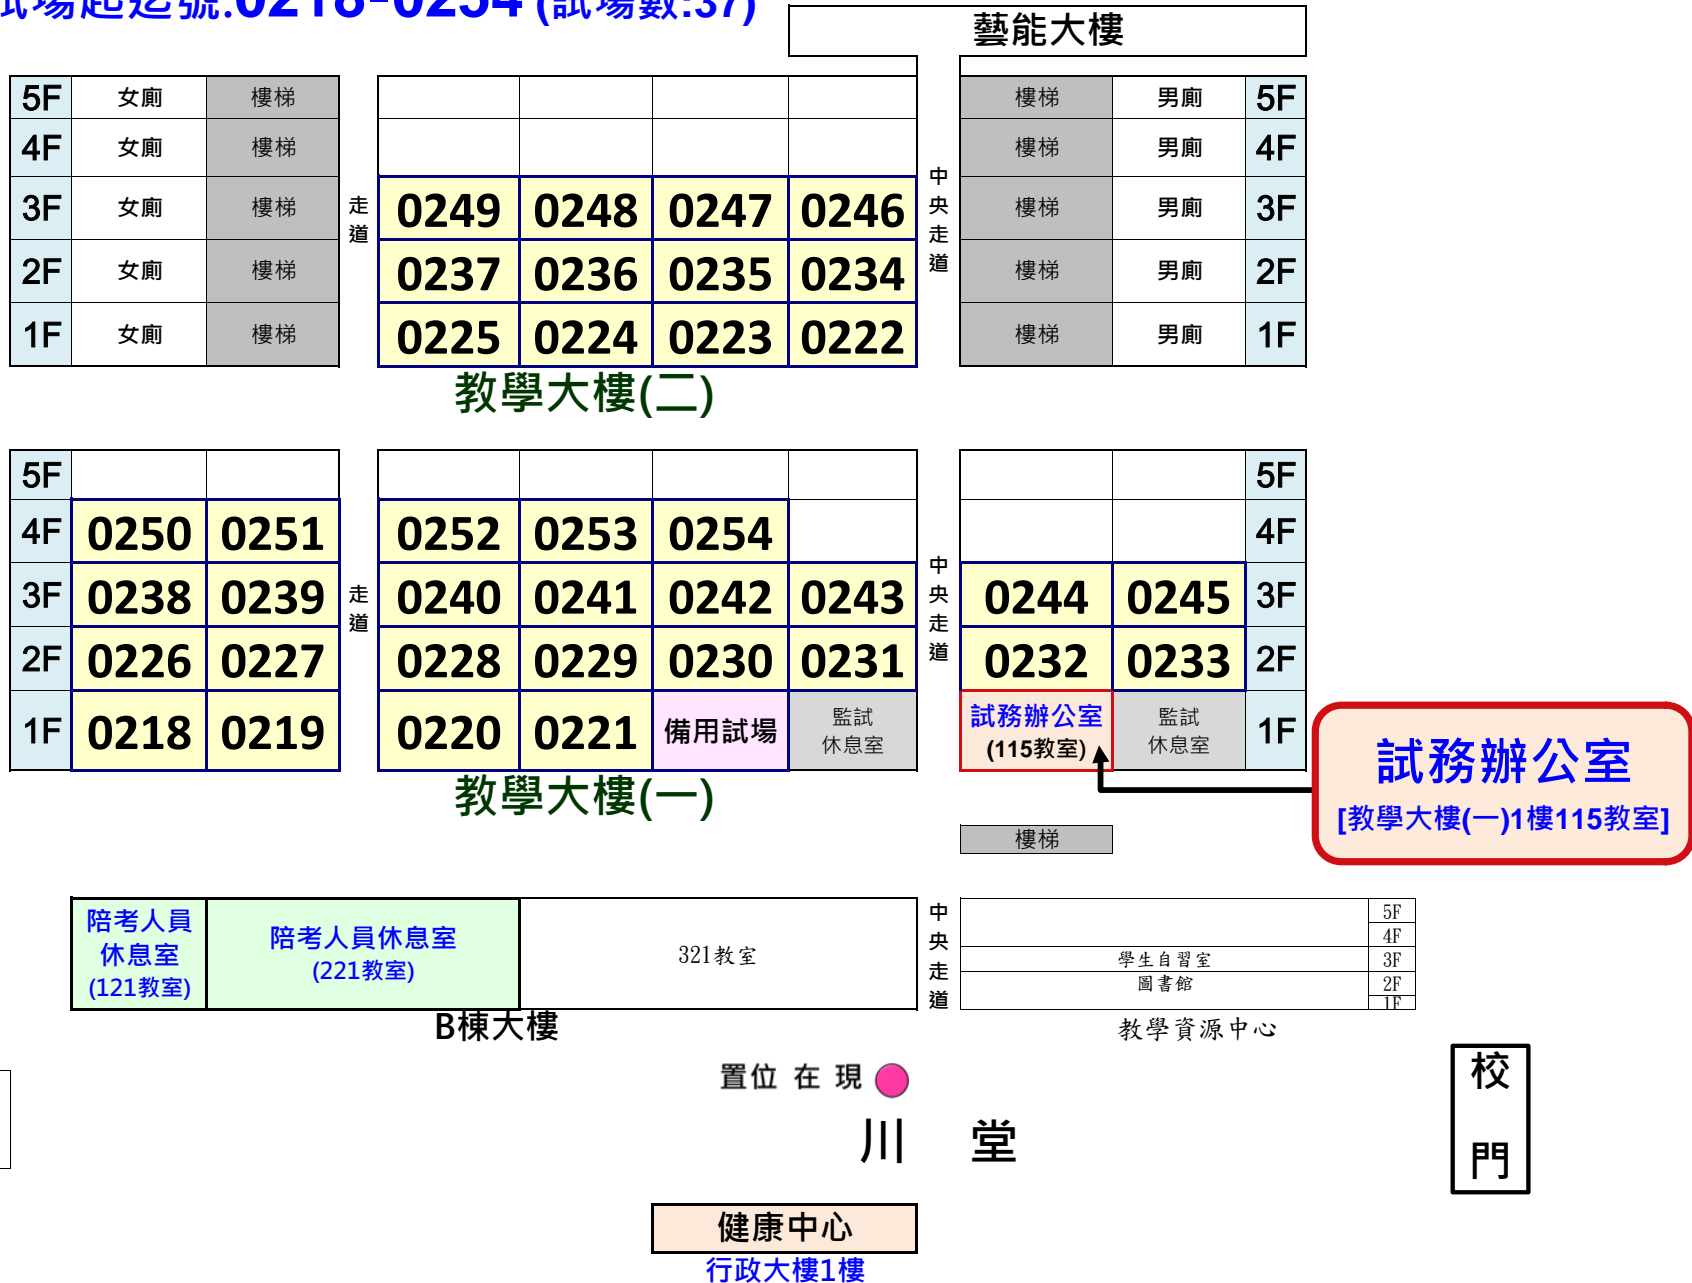 試場起迄號:0218-0254 (試場數:37)
藝能大樓
5F 女廁 樓梯 樓梯 男廁 5F
4F 女廁 樓梯 樓梯 男廁 4F
3F 女廁 樓梯 0249 0248 0247 0246 樓梯 男廁 3F
2F 女廁 樓梯 0237 0236 0235 0234 樓梯 男廁 2F
1F 女廁 樓梯 0225 0224 0223 0222 樓梯 男廁 1F
走道
中央走道
教學大樓(二)
5F 5F
4F 0250 0251 0252 0253 0254 4F
3F 0238 0239 0240 0241 0242 0243 0244 0245 3F
2F 0226 0227 0228 0229 0230 0231 0232 0233 2F
1F 0218 0219 0220 0221 備用試場 監試休息室 試務辦公室(115教室) 監試休息室 1F
走道
中央走道
試務辦公室
[教學大樓(一)1樓115教室]
教學大樓(一)
樓梯
陪考人員
休息室
(121教室)
陪考人員休息室
(221教室)
321教室
中央走道
5F
4F
學生自習室 3F
圖書館 2F
1F
B棟大樓
教學資源中心
置位 在 現
川 堂
校門
健康中心
行政大樓1樓